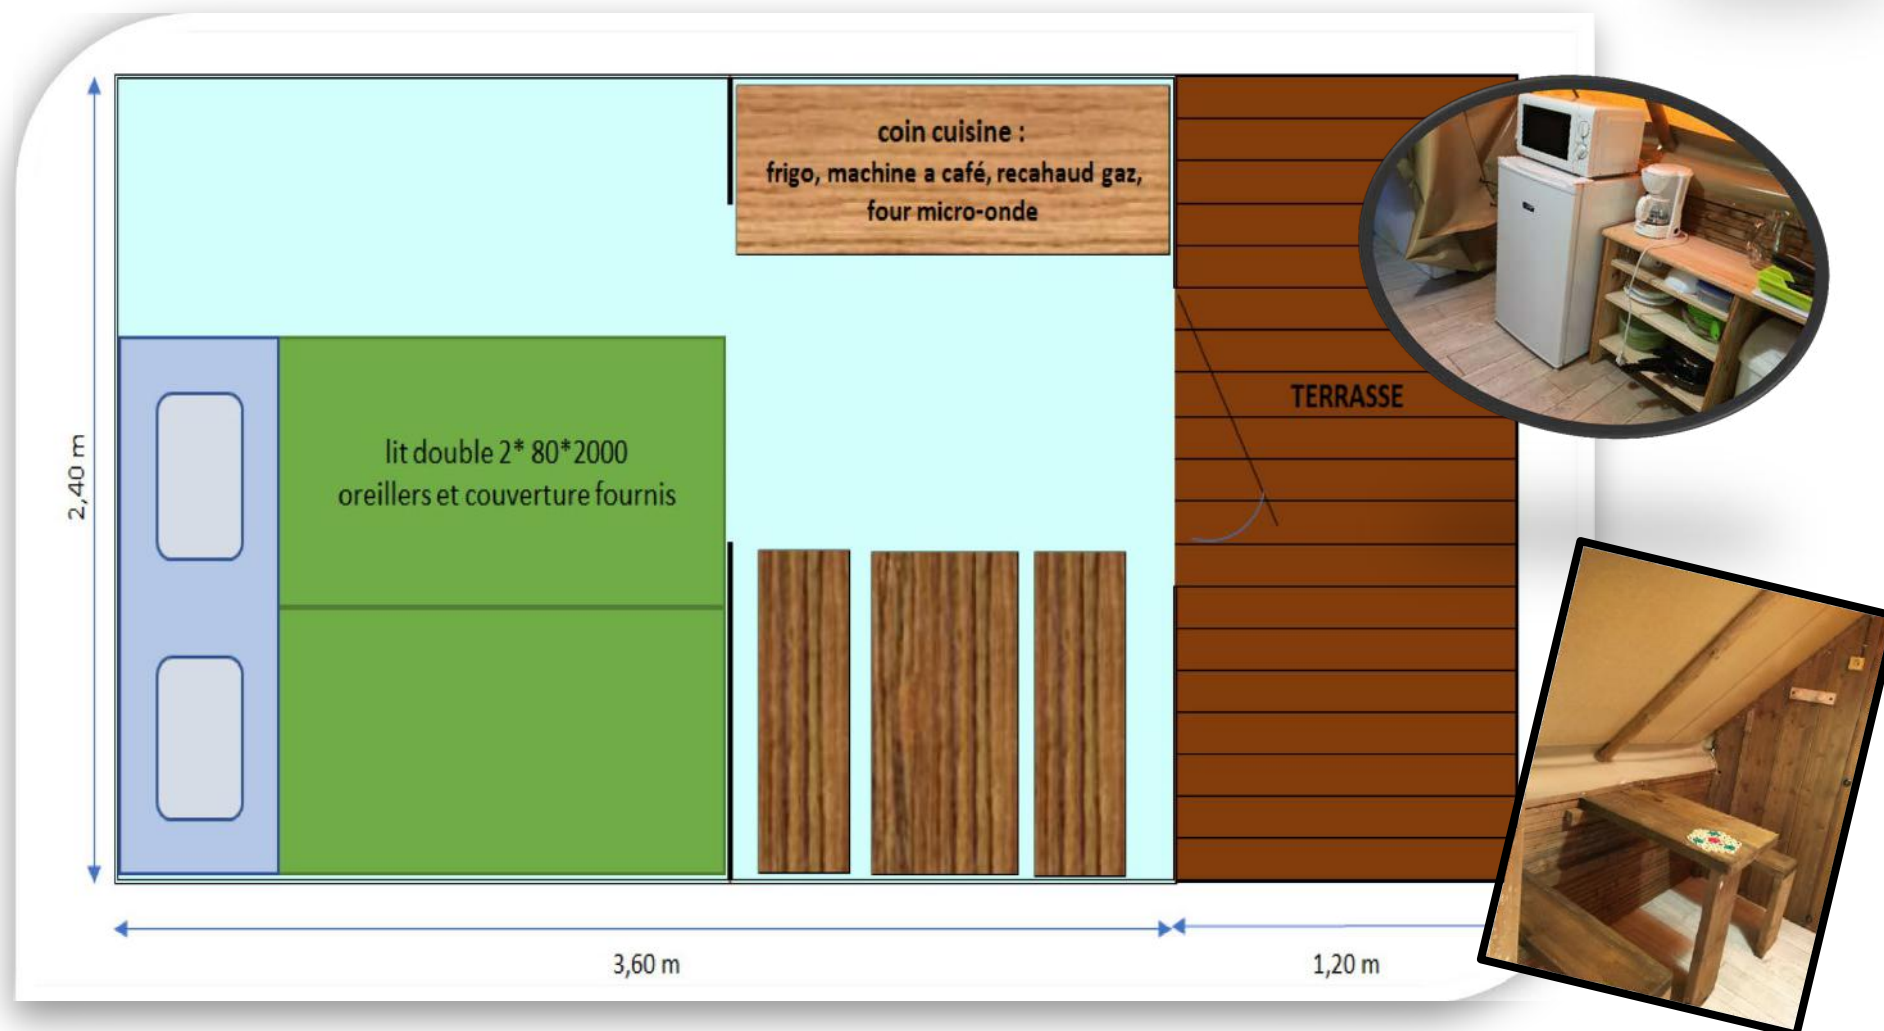 coin cuisine :
frigo, machine a café, recahaud gaz,
four micro-onde
TERRASSE
lit double 2* 80*2000
oreillers et couverture fournis
2,40 m
3,60 m
1,20 m